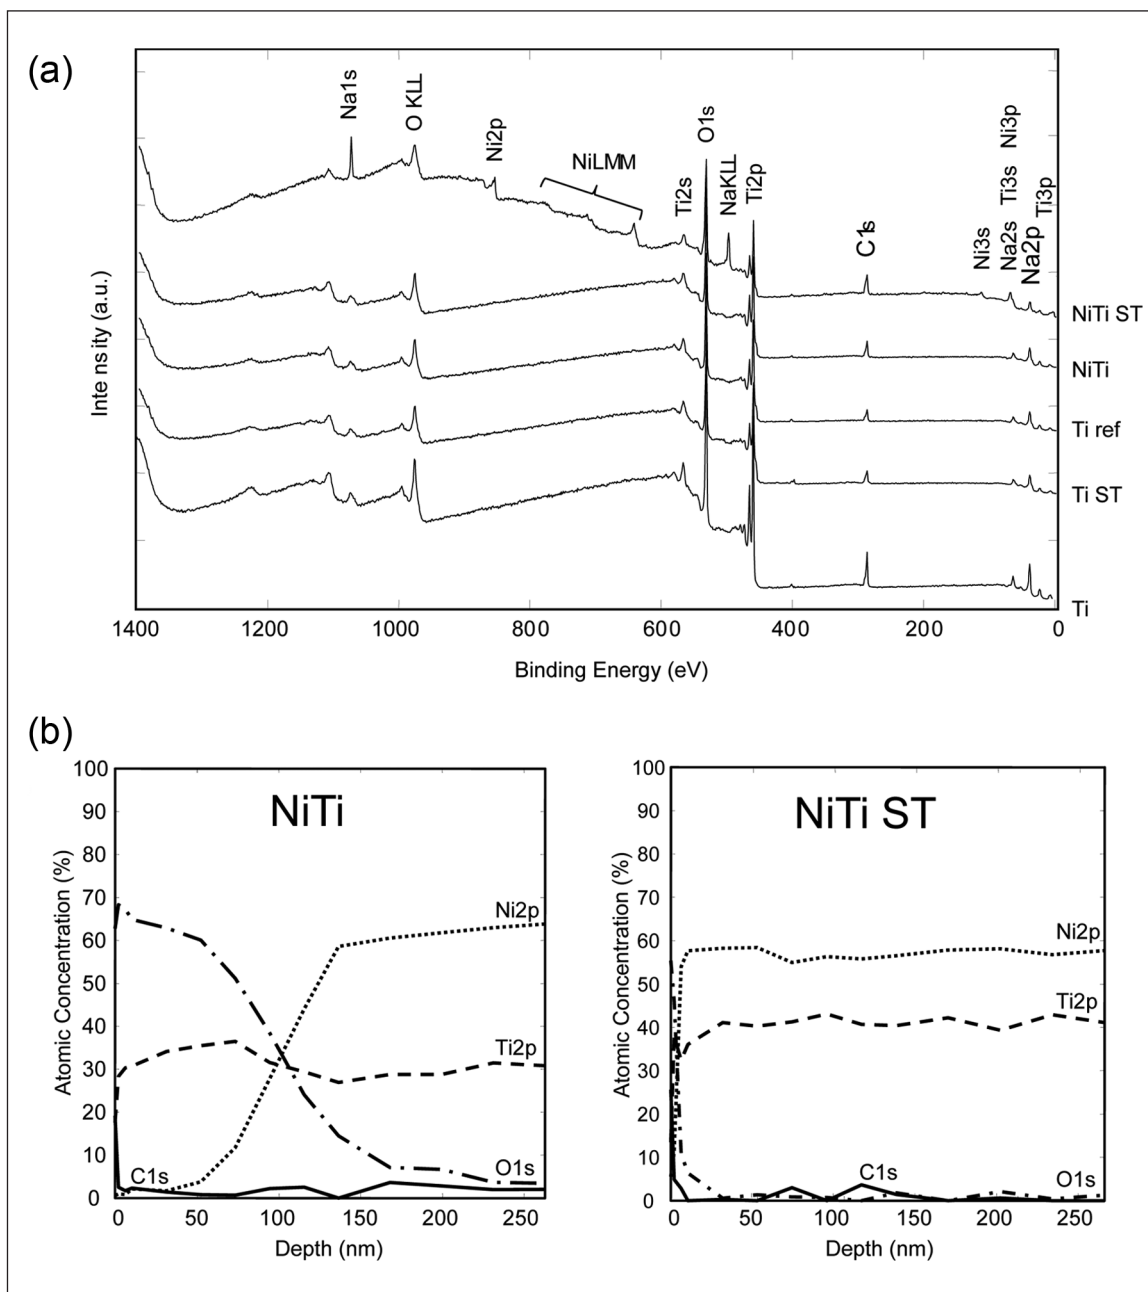 (a)
Na1s
O KLL
Ni2p
NiLMM
Ti2s
O1s
NaKLL
Ti2p
C1s
Ni3s
Na2s Ti3s Ni3p
Na2p
Ti3p
NiTi ST
NiTi
Ti ref
Ti ST
Ti
Inte nsity (a.u.)
1400 1200 1000 800 600 400 200 0
Binding Energy (eV)
(b)
NiTi
100
90
80
70
60
50
40
30
20
10
0
Atomic Concentration (%)
Ni2p
Ti2p
C1s
O1s
0 50 100 150 200 250
Depth (nm)
NiTi ST
100
90
80
70
60
50
40
30
20
10
0
Atomic Concentration (%)
Ni2p
Ti2p
C1s
O1s
0 50 100 150 200 250
Depth (nm)